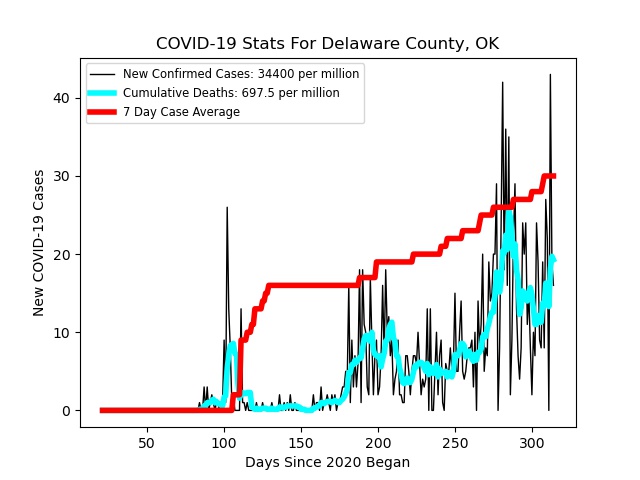 COVID-19 Stats For Delaware County, OK
New Confirmed Cases: 34400 per million
Cumulative Deaths: 697.5 per million
7 Day Case Average
New COVID-19 Cases
40
30
20
10
0
50 100 150 200 250 300
Days Since 2020 Began